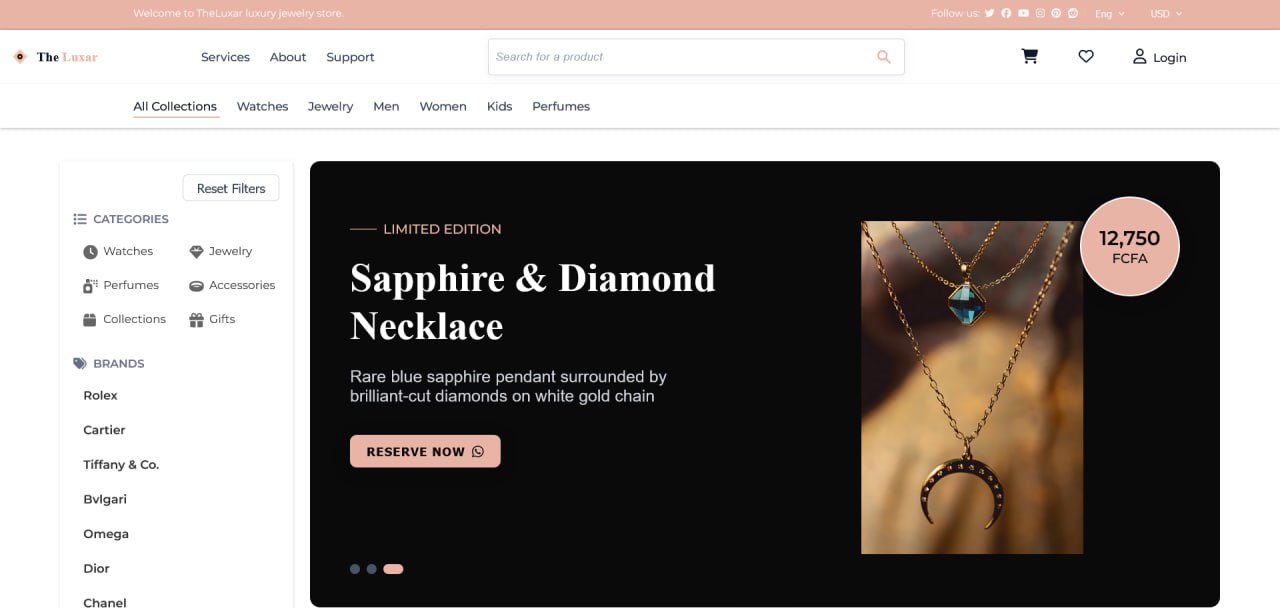 Welcome to TheLuxar luxury jewelry store.
Follow us: Eng USD
The Luxar
Services About Support
Search for a product
Login
All Collections Watches Jewelry Men Women Kids Perfumes
Reset Filters
CATEGORIES
Watches Jewelry
Perfumes Accessories
Collections Gifts
BRANDS
Rolex
Cartier
Tiffany & Co.
Bvlgari
Omega
Dior
Chanel
LIMITED EDITION
Sapphire & Diamond
Necklace
Rare blue sapphire pendant surrounded by
brilliant-cut diamonds on white gold chain
RESERVE NOW
12,750
FCFA